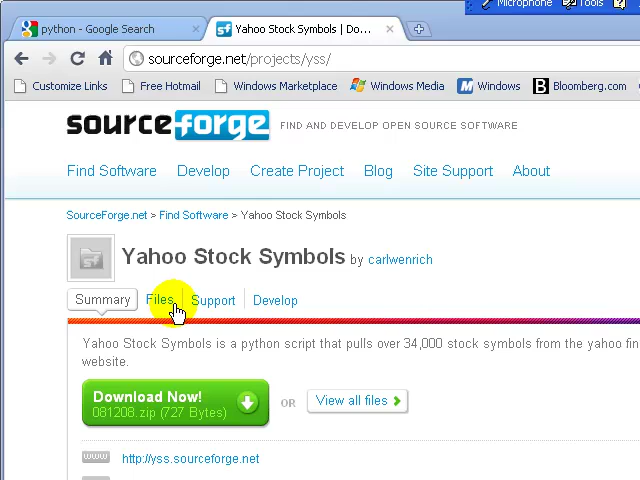 Microphone Tools
python - Google Search
Yahoo Stock Symbols | Do...
sourceforge.net/projects/yss/
Customize Links Free Hotmail Windows Marketplace Windows Media Windows Bloomberg.com
sourceforge FIND AND DEVELOP OPEN SOURCE SOFTWARE
Find Software Develop Create Project Blog Site Support About
SourceForge.net > Find Software > Yahoo Stock Symbols
Yahoo Stock Symbols by carlwenrich
Summary Files Support Develop
Yahoo Stock Symbols is a python script that pulls over 34,000 stock symbols from the yahoo fin
website.
Download Now!
081208.zip (727 Bytes)
OR View all files
www http://yss.sourceforge.net